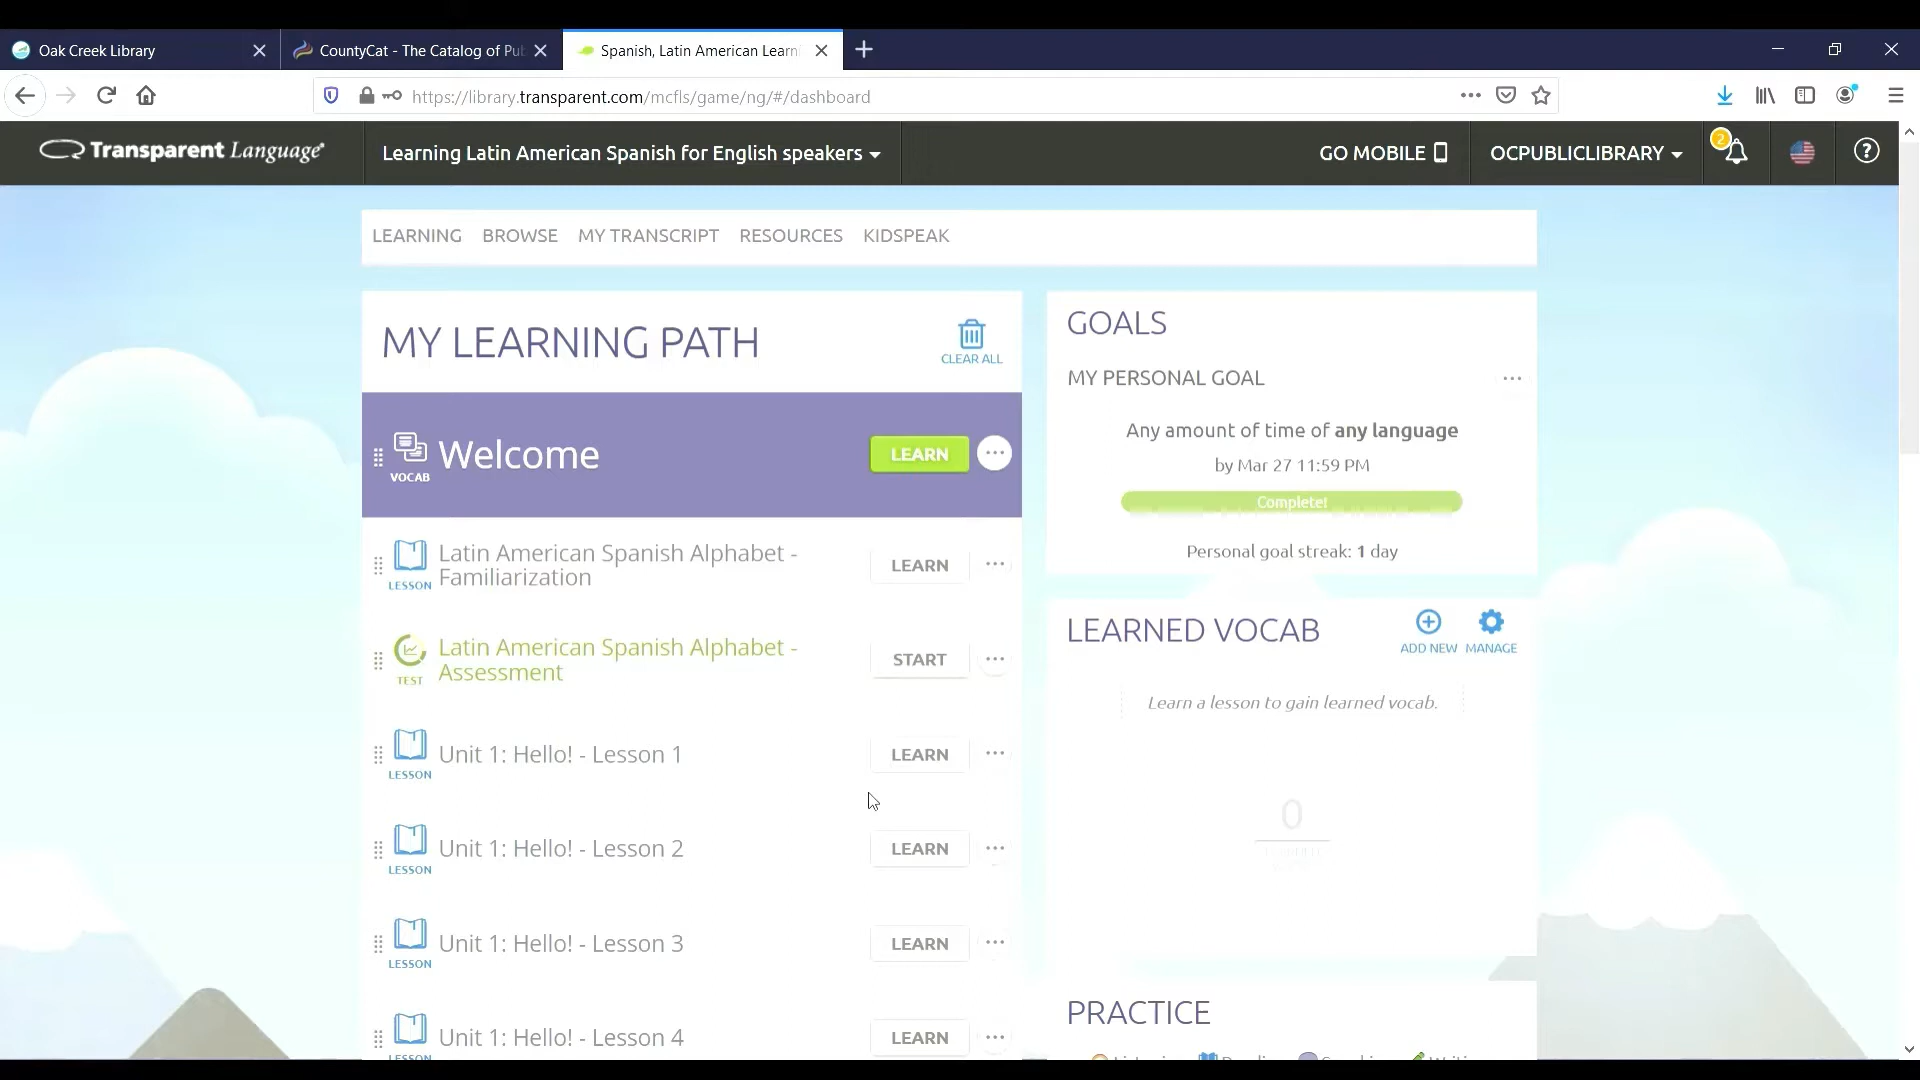 Oak Creek Library
CountyCat - The Catalog of Pub
Spanish, Latin American Learni
https://library.transparent.com/mcfls/game/ng/#/dashboard
Transparent Language
Learning Latin American Spanish for English speakers
GO MOBILE
OCPUBLICLIBRARY
2
LEARNING BROWSE MY TRANSCRIPT RESOURCES KIDSPEAK
MY LEARNING PATH
CLEAR ALL
VOCAB
Welcome
LEARN
LESSON
Latin American Spanish Alphabet -
Familiarization
LEARN
TEST
Latin American Spanish Alphabet -
Assessment
START
LESSON
Unit 1: Hello! - Lesson 1
LEARN
LESSON
Unit 1: Hello! - Lesson 2
LEARN
LESSON
Unit 1: Hello! - Lesson 3
LEARN
LESSON
Unit 1: Hello! - Lesson 4
LEARN
GOALS
MY PERSONAL GOAL
Any amount of time of any language
by Mar 27 11:59 PM
Complete!
Personal goal streak: 1 day
LEARNED VOCAB
ADD NEW
MANAGE
Learn a lesson to gain learned vocab.
0
PRACTICE